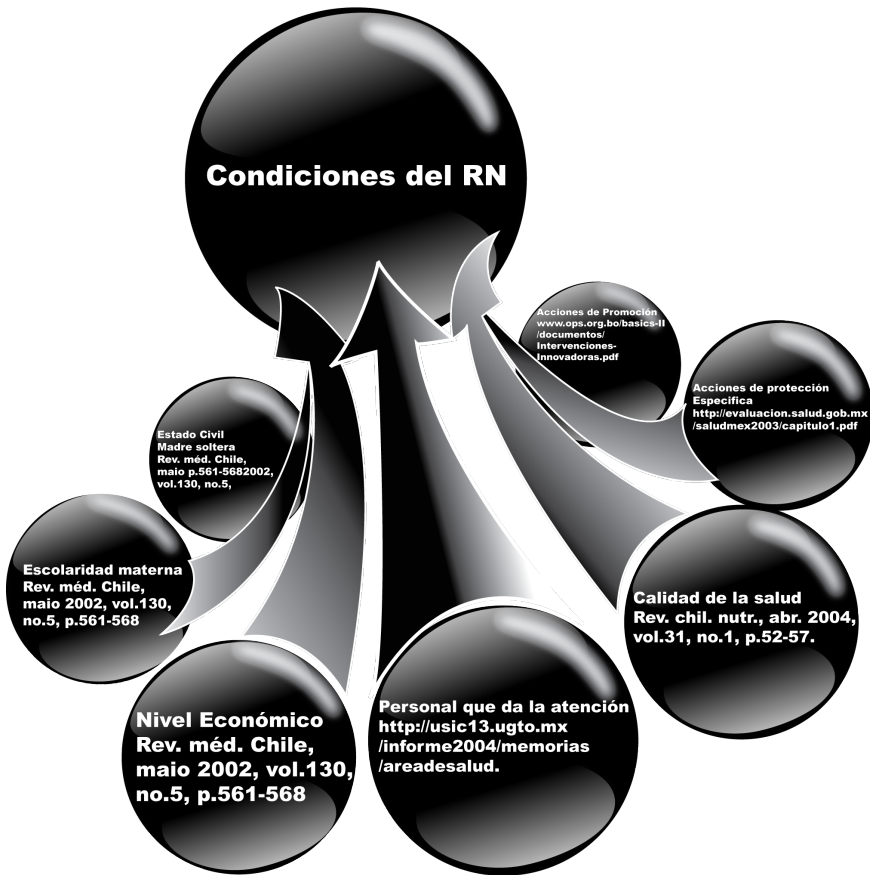 Condiciones del RN
Acciones de Promoción
www.ops.org.bo/basics-II
/documentos/
Intervenciones-
Innovadoras.pdf
Acciones de protección
Especifica
http://evaluacion.salud.gob.mx
/saludmex2003/capitulo1.pdf
Estado Civil
Madre soltera
Rev. méd. Chile,
maio p.561-5682002,
vol.130, no.5,
Escolaridad materna
Rev. méd. Chile,
maio 2002, vol.130,
no.5, p.561-568
Calidad de la salud
Rev. chil. nutr., abr. 2004,
vol.31, no.1, p.52-57.
Nivel Económico
Rev. méd. Chile,
maio 2002, vol.130,
no.5, p.561-568
Personal que da la atención
http://usic13.ugto.mx
/informe2004/memorias
/areadesalud.